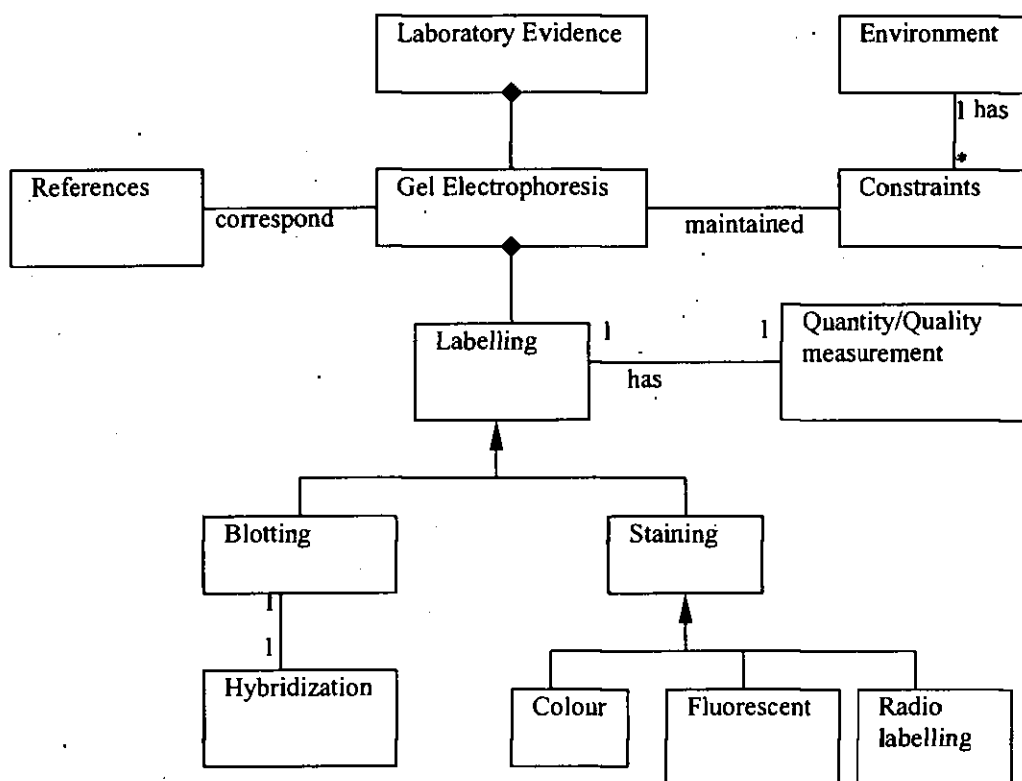 Laboratory Evidence
Environment
1 has
*
References
Gel Electrophoresis
Constraints
correspond
maintained
Labelling
1
1
Quantity/Quality
measurement
has
Blotting
Staining
1
1
Hybridization
Colour
Fluorescent
Radio
labelling